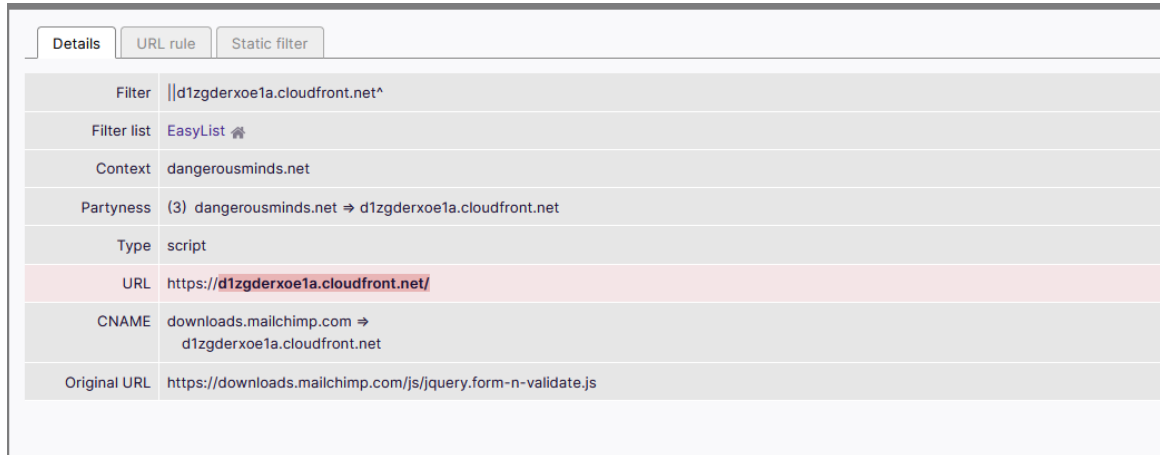 Details URL rule Static filter
Filter ||d1zgderxoe1a.cloudfront.net^
Filter list EasyList
Context dangerousminds.net
Partyness (3) dangerousminds.net ⇒ d1zgderxoe1a.cloudfront.net
Type script
URL https://d1zgderxoe1a.cloudfront.net/
CNAME downloads.mailchimp.com ⇒
d1zgderxoe1a.cloudfront.net
Original URL https://downloads.mailchimp.com/js/jquery.form-n-validate.js